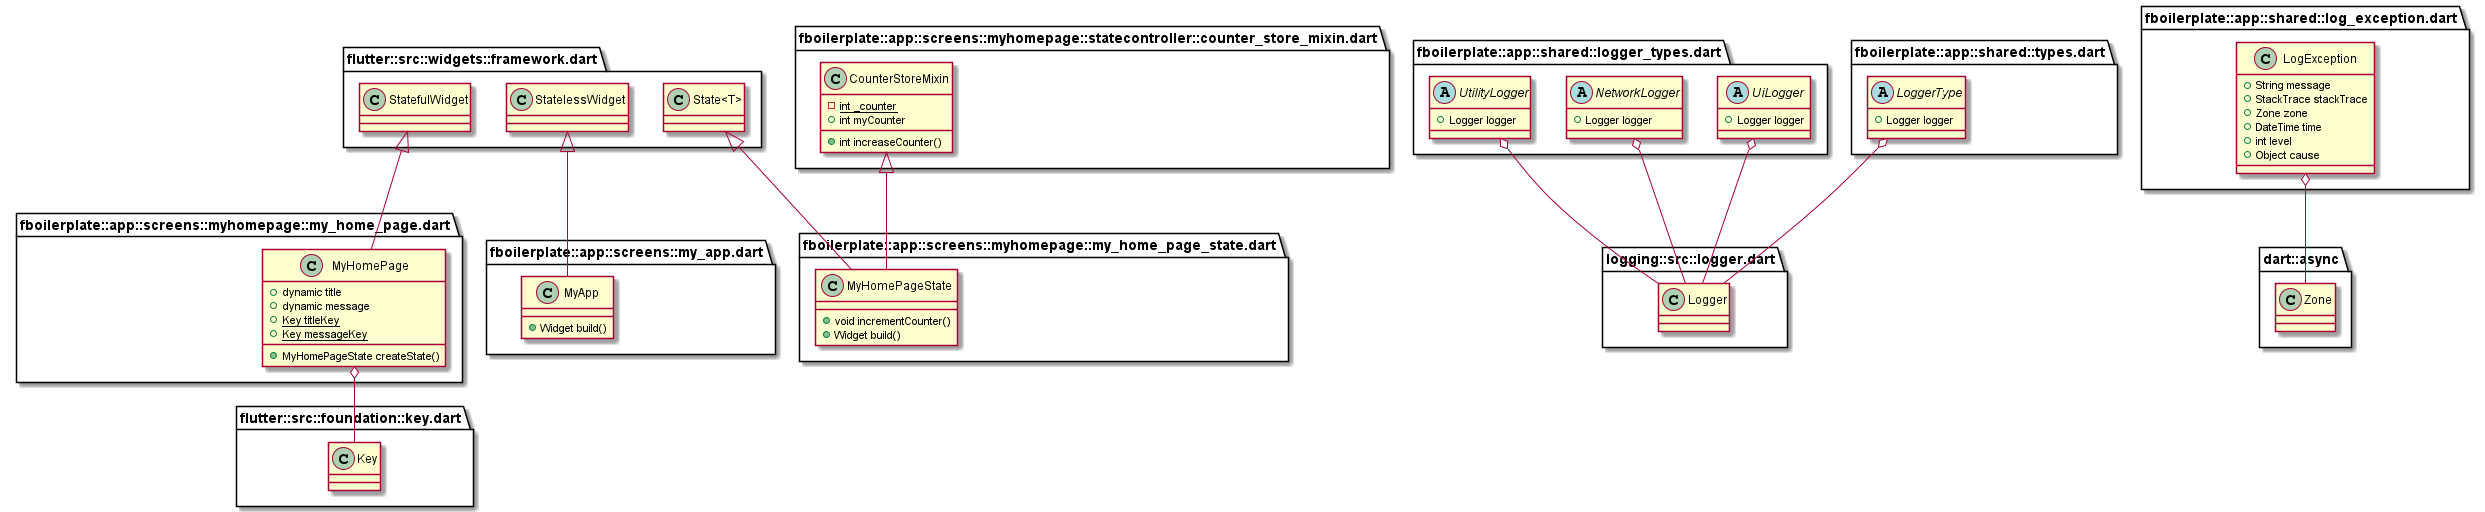 flutter::src::widgets::framework.dart
C StatefulWidget
C StatelessWidget
C State<T>
fboilerplate::app::screens::myhomepage::statecontroller::counter_store_mixin.dart
C CounterStoreMixin
int _counter
int myCounter
int increaseCounter()
fboilerplate::app::shared::logger_types.dart
A UtilityLogger
Logger logger
A NetworkLogger
Logger logger
A UiLogger
Logger logger
fboilerplate::app::shared::types.dart
A LoggerType
Logger logger
fboilerplate::app::shared::log_exception.dart
C LogException
String message
StackTrace stackTrace
Zone zone
DateTime time
int level
Object cause
fboilerplate::app::screens::myhomepage::my_home_page.dart
C MyHomePage
dynamic title
dynamic message
Key titleKey
Key messageKey
MyHomePageState createState()
fboilerplate::app::screens::my_app.dart
C MyApp
Widget build()
fboilerplate::app::screens::myhomepage::my_home_page_state.dart
C MyHomePageState
void incrementCounter()
Widget build()
logging::src::logger.dart
C Logger
dart::async
C Zone
flutter::src::foundation::key.dart
C Key